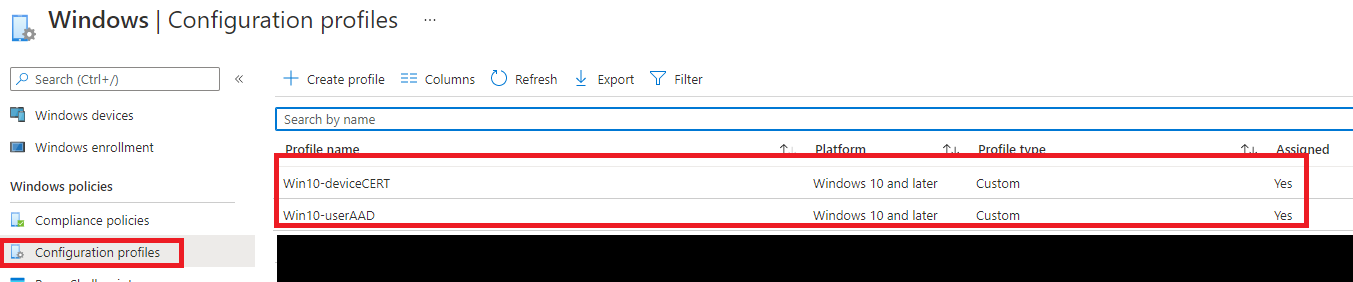 Windows | Configuration profiles ...
Search (Ctrl+/) «
Windows devices
Windows enrollment
Windows policies
Compliance policies
Configuration profiles
Create profile Columns Refresh Export Filter
Search by name
Profile name Platform Profile type Assigned
Win10-deviceCERT Windows 10 and later Custom Yes
Win10-userAAD Windows 10 and later Custom Yes